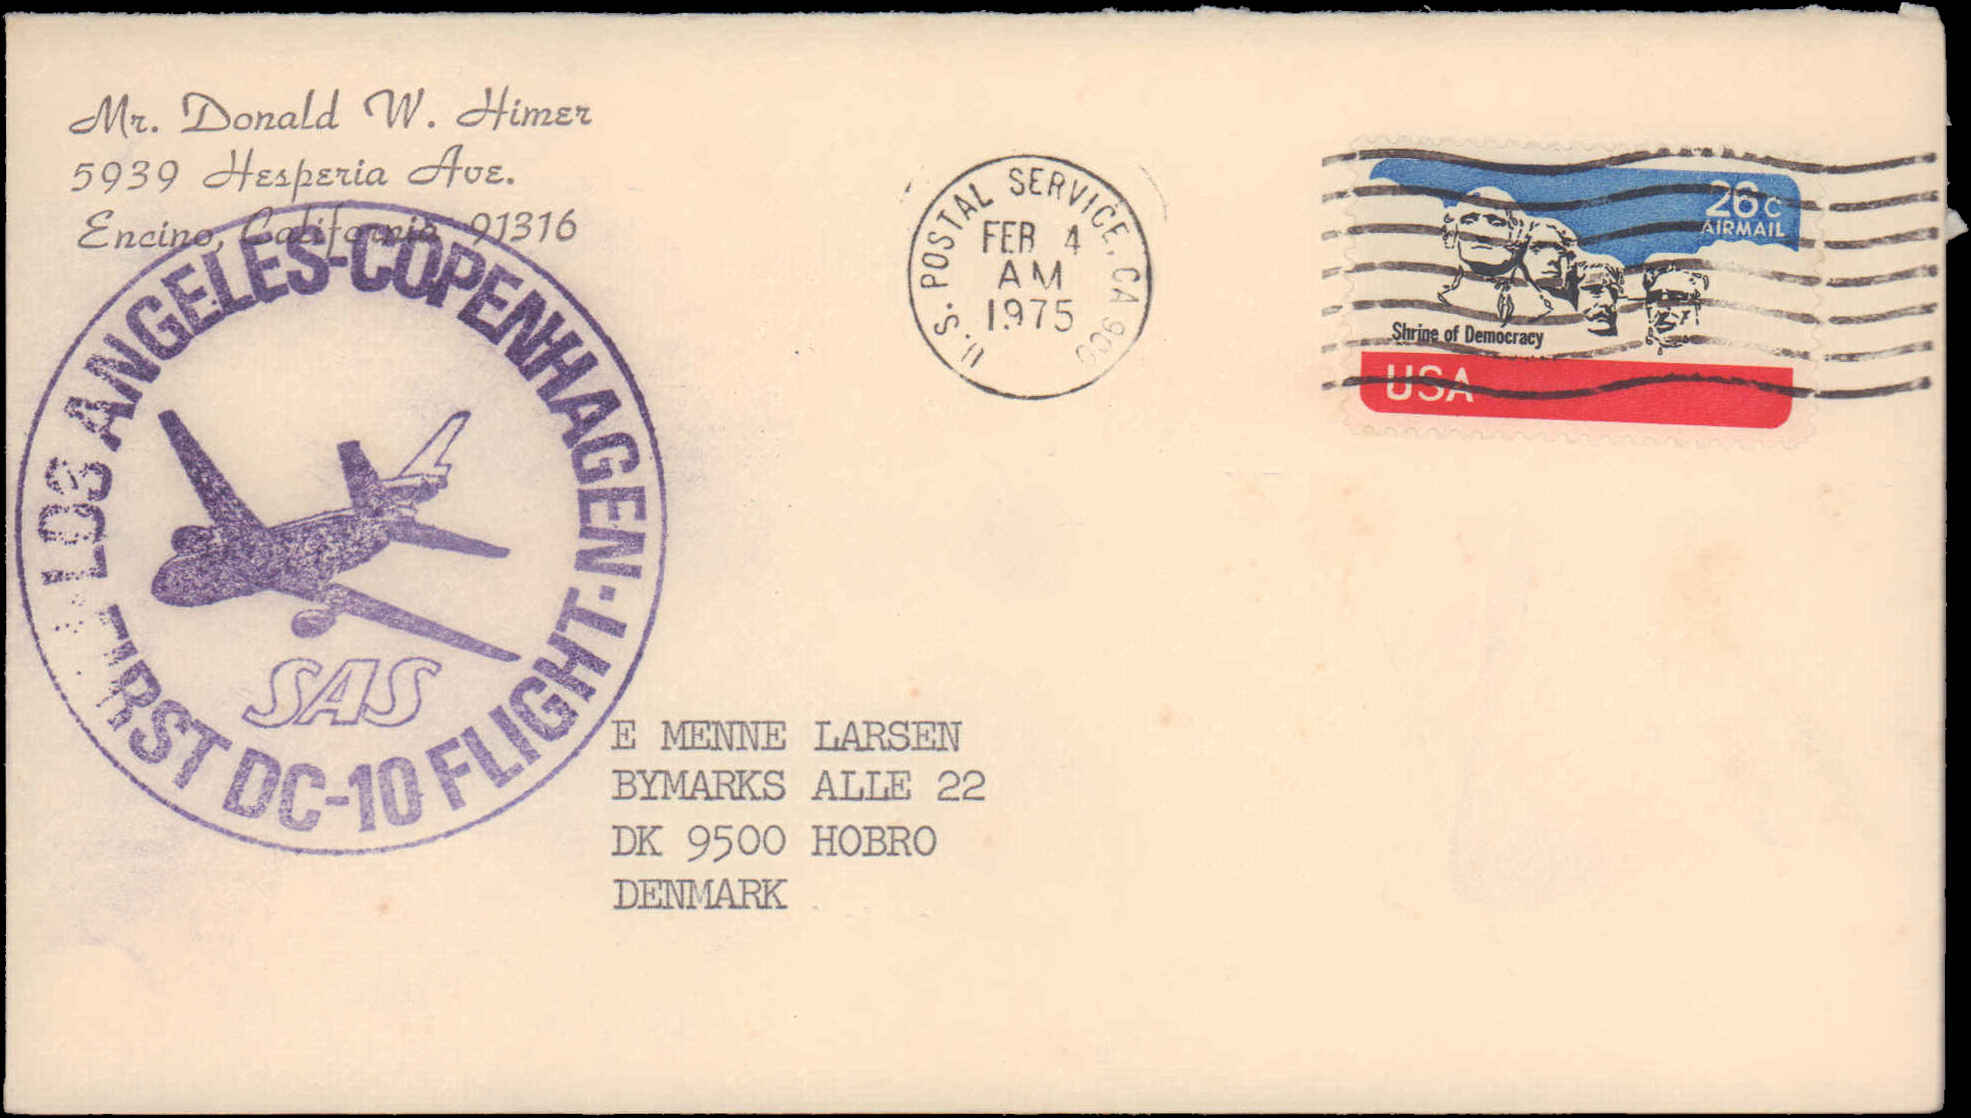 Mr. Donald W. Himer
5939 Hesperia Ave.
Encino, California 91316
LOS ANGELES-COPENHAGEN·
FIRST DC-10 FLIGHT·
SAS
U.S. POSTAL SERVICE, CA 900
FEB 4
AM
1975
26c
AIRMAIL
Shrine of Democracy
USA
E MENNE LARSEN
BYMARKS ALLE 22
DK 9500 HOBRO
DENMARK